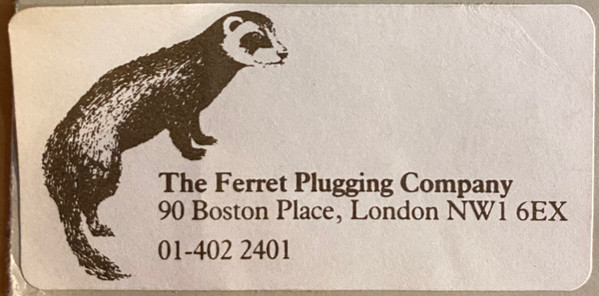 The Ferret Plugging Company
90 Boston Place, London NW1 6EX
01-402 2401